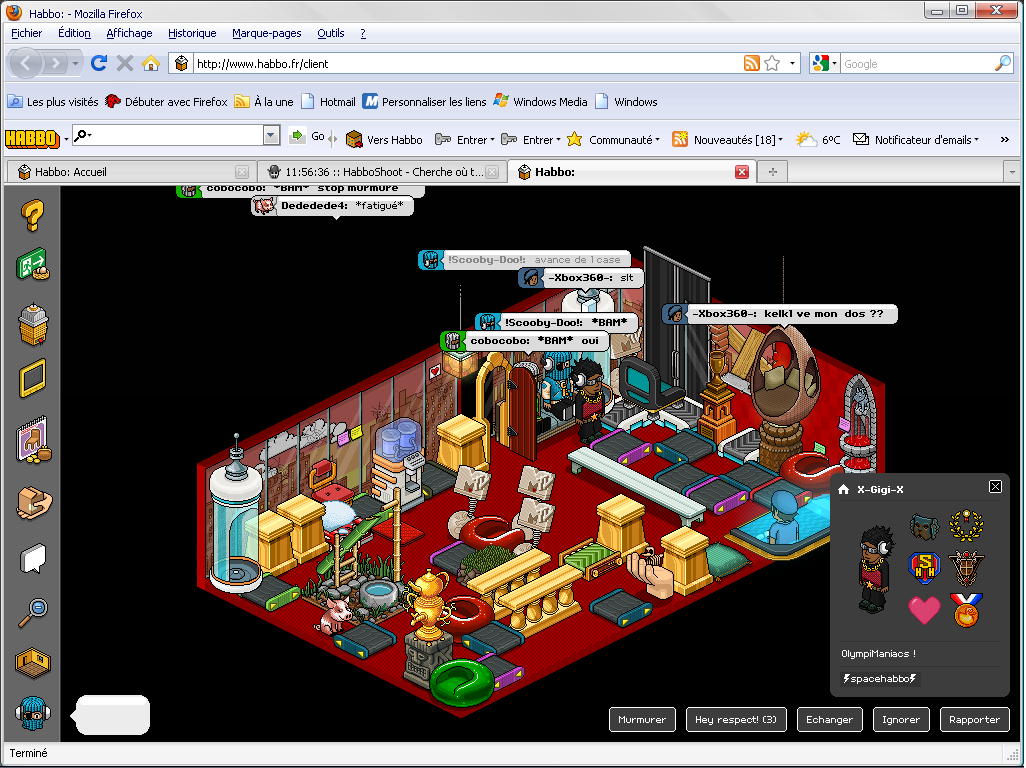 Habbo: - Mozilla Firefox
Fichier Édition Affichage Historique Marque-pages Outils ?
http://www.habbo.fr/client
Google
Les plus visités Débuter avec Firefox À la une Hotmail Personnaliser les liens Windows Media Windows
HABBO Go Vers Habbo Entrer Entrer Communauté Nouveautés [18] 6ºC Notificateur d'emails »
Habbo: Accueil 11:56:36 :: HabboShoot - Cherche où t... Habbo:
cobocobo: *BAM* stop murmure
Dededede4: *fatigué*
!Scooby-Doo!: avance de 1 case
-Xbox360-: slt
-Xbox360-: kelk1 ve mon dos ??
!Scooby-Doo!: *BAM*
cobocobo: *BAM* oui
X-Gigi-X
OlympiManiacs !
spacehabbo
Murmurer Hey respect! (3) Echanger Ignorer Rapporter
Terminé